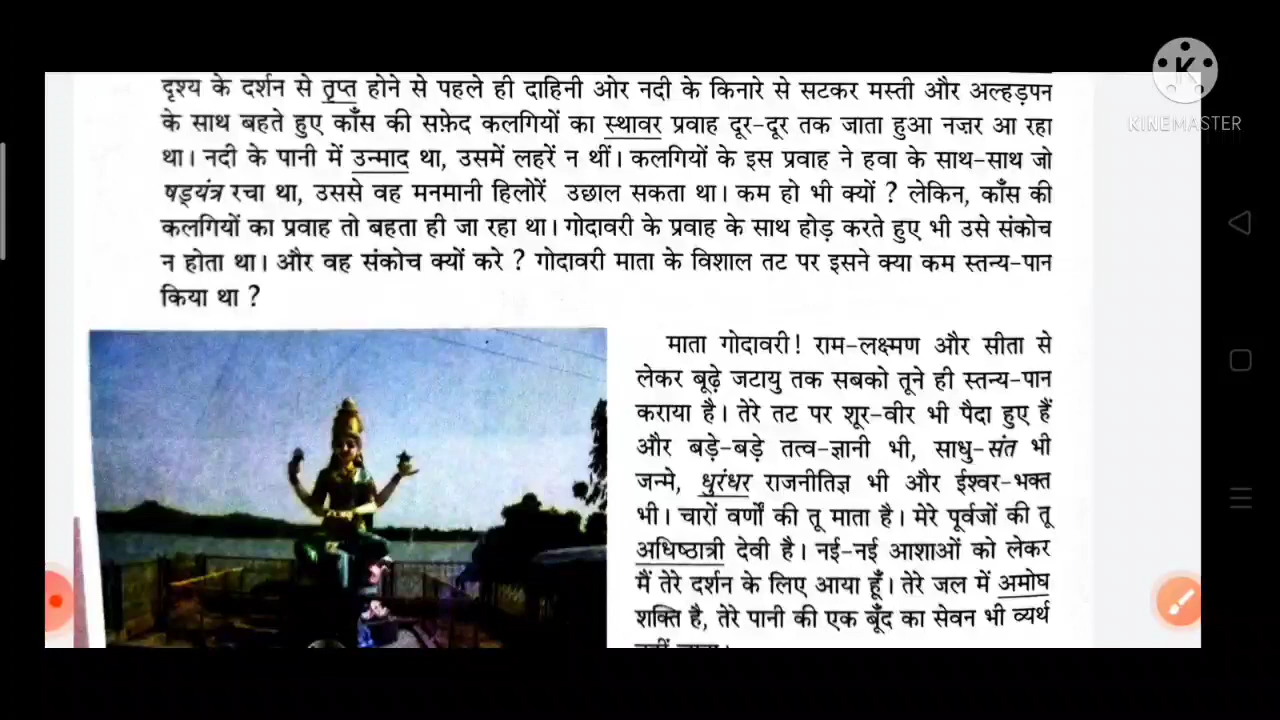 KINEMASTER
दृश्य के दर्शन से तृप्त होने से पहले ही दाहिनी ओर नदी के किनारे से सटकर मस्ती और अल्हड़पन
के साथ बहते हुए काँस की सफ़ेद कलगियों का स्थावर प्रवाह दूर-दूर तक जाता हुआ नजर आ रहा
था। नदी के पानी में उन्माद था, उसमें लहरें न थीं। कलगियों के इस प्रवाह ने हवा के साथ-साथ जो
षड्यंत्र रचा था, उससे वह मनमानी हिलोरें उछाल सकता था। कम हो भी क्यों ? लेकिन, काँस की
कलगियों का प्रवाह तो बहता ही जा रहा था। गोदावरी के प्रवाह के साथ होड़ करते हुए भी उसे संकोच
न होता था। और वह संकोच क्यों करे ? गोदावरी माता के विशाल तट पर इसने क्या कम स्तन्य-पान
किया था ?
माता गोदावरी! राम-लक्ष्मण और सीता से
लेकर बूढ़े जटायु तक सबको तूने ही स्तन्य-पान
कराया है। तेरे तट पर शूर-वीर भी पैदा हुए हैं
और बड़े-बड़े तत्व-ज्ञानी भी, साधु-संत भी
जन्मे, धुरंधर राजनीतिज्ञ भी और ईश्वर-भक्त
भी। चारों वर्णों की तू माता है। मेरे पूर्वजों की तू
अधिष्ठात्री देवी है। नई-नई आशाओं को लेकर
मैं तेरे दर्शन के लिए आया हूँ। तेरे जल में अमोघ
शक्ति है, तेरे पानी की एक बूँद का सेवन भी व्यर्थ